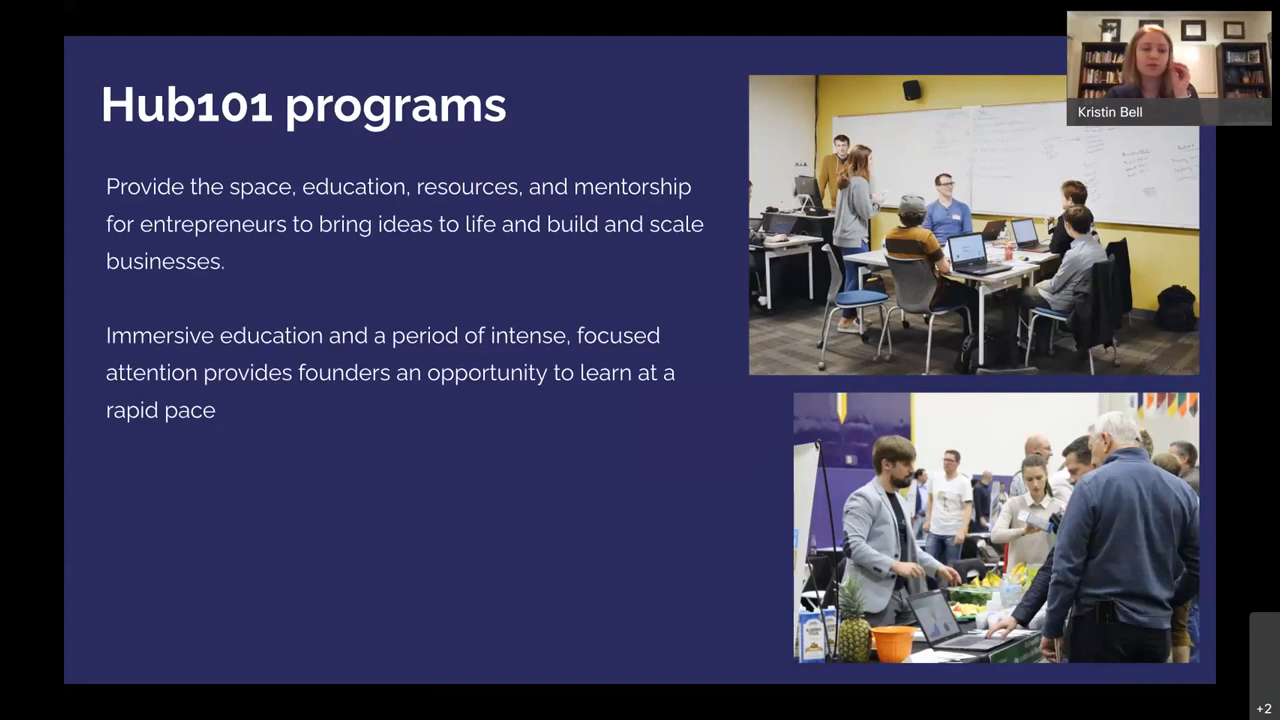 Hub101 programs
Provide the space, education, resources, and mentorship
for entrepreneurs to bring ideas to life and build and scale
businesses.
Immersive education and a period of intense, focused
attention provides founders an opportunity to learn at a
rapid pace
Kristin Bell
+2